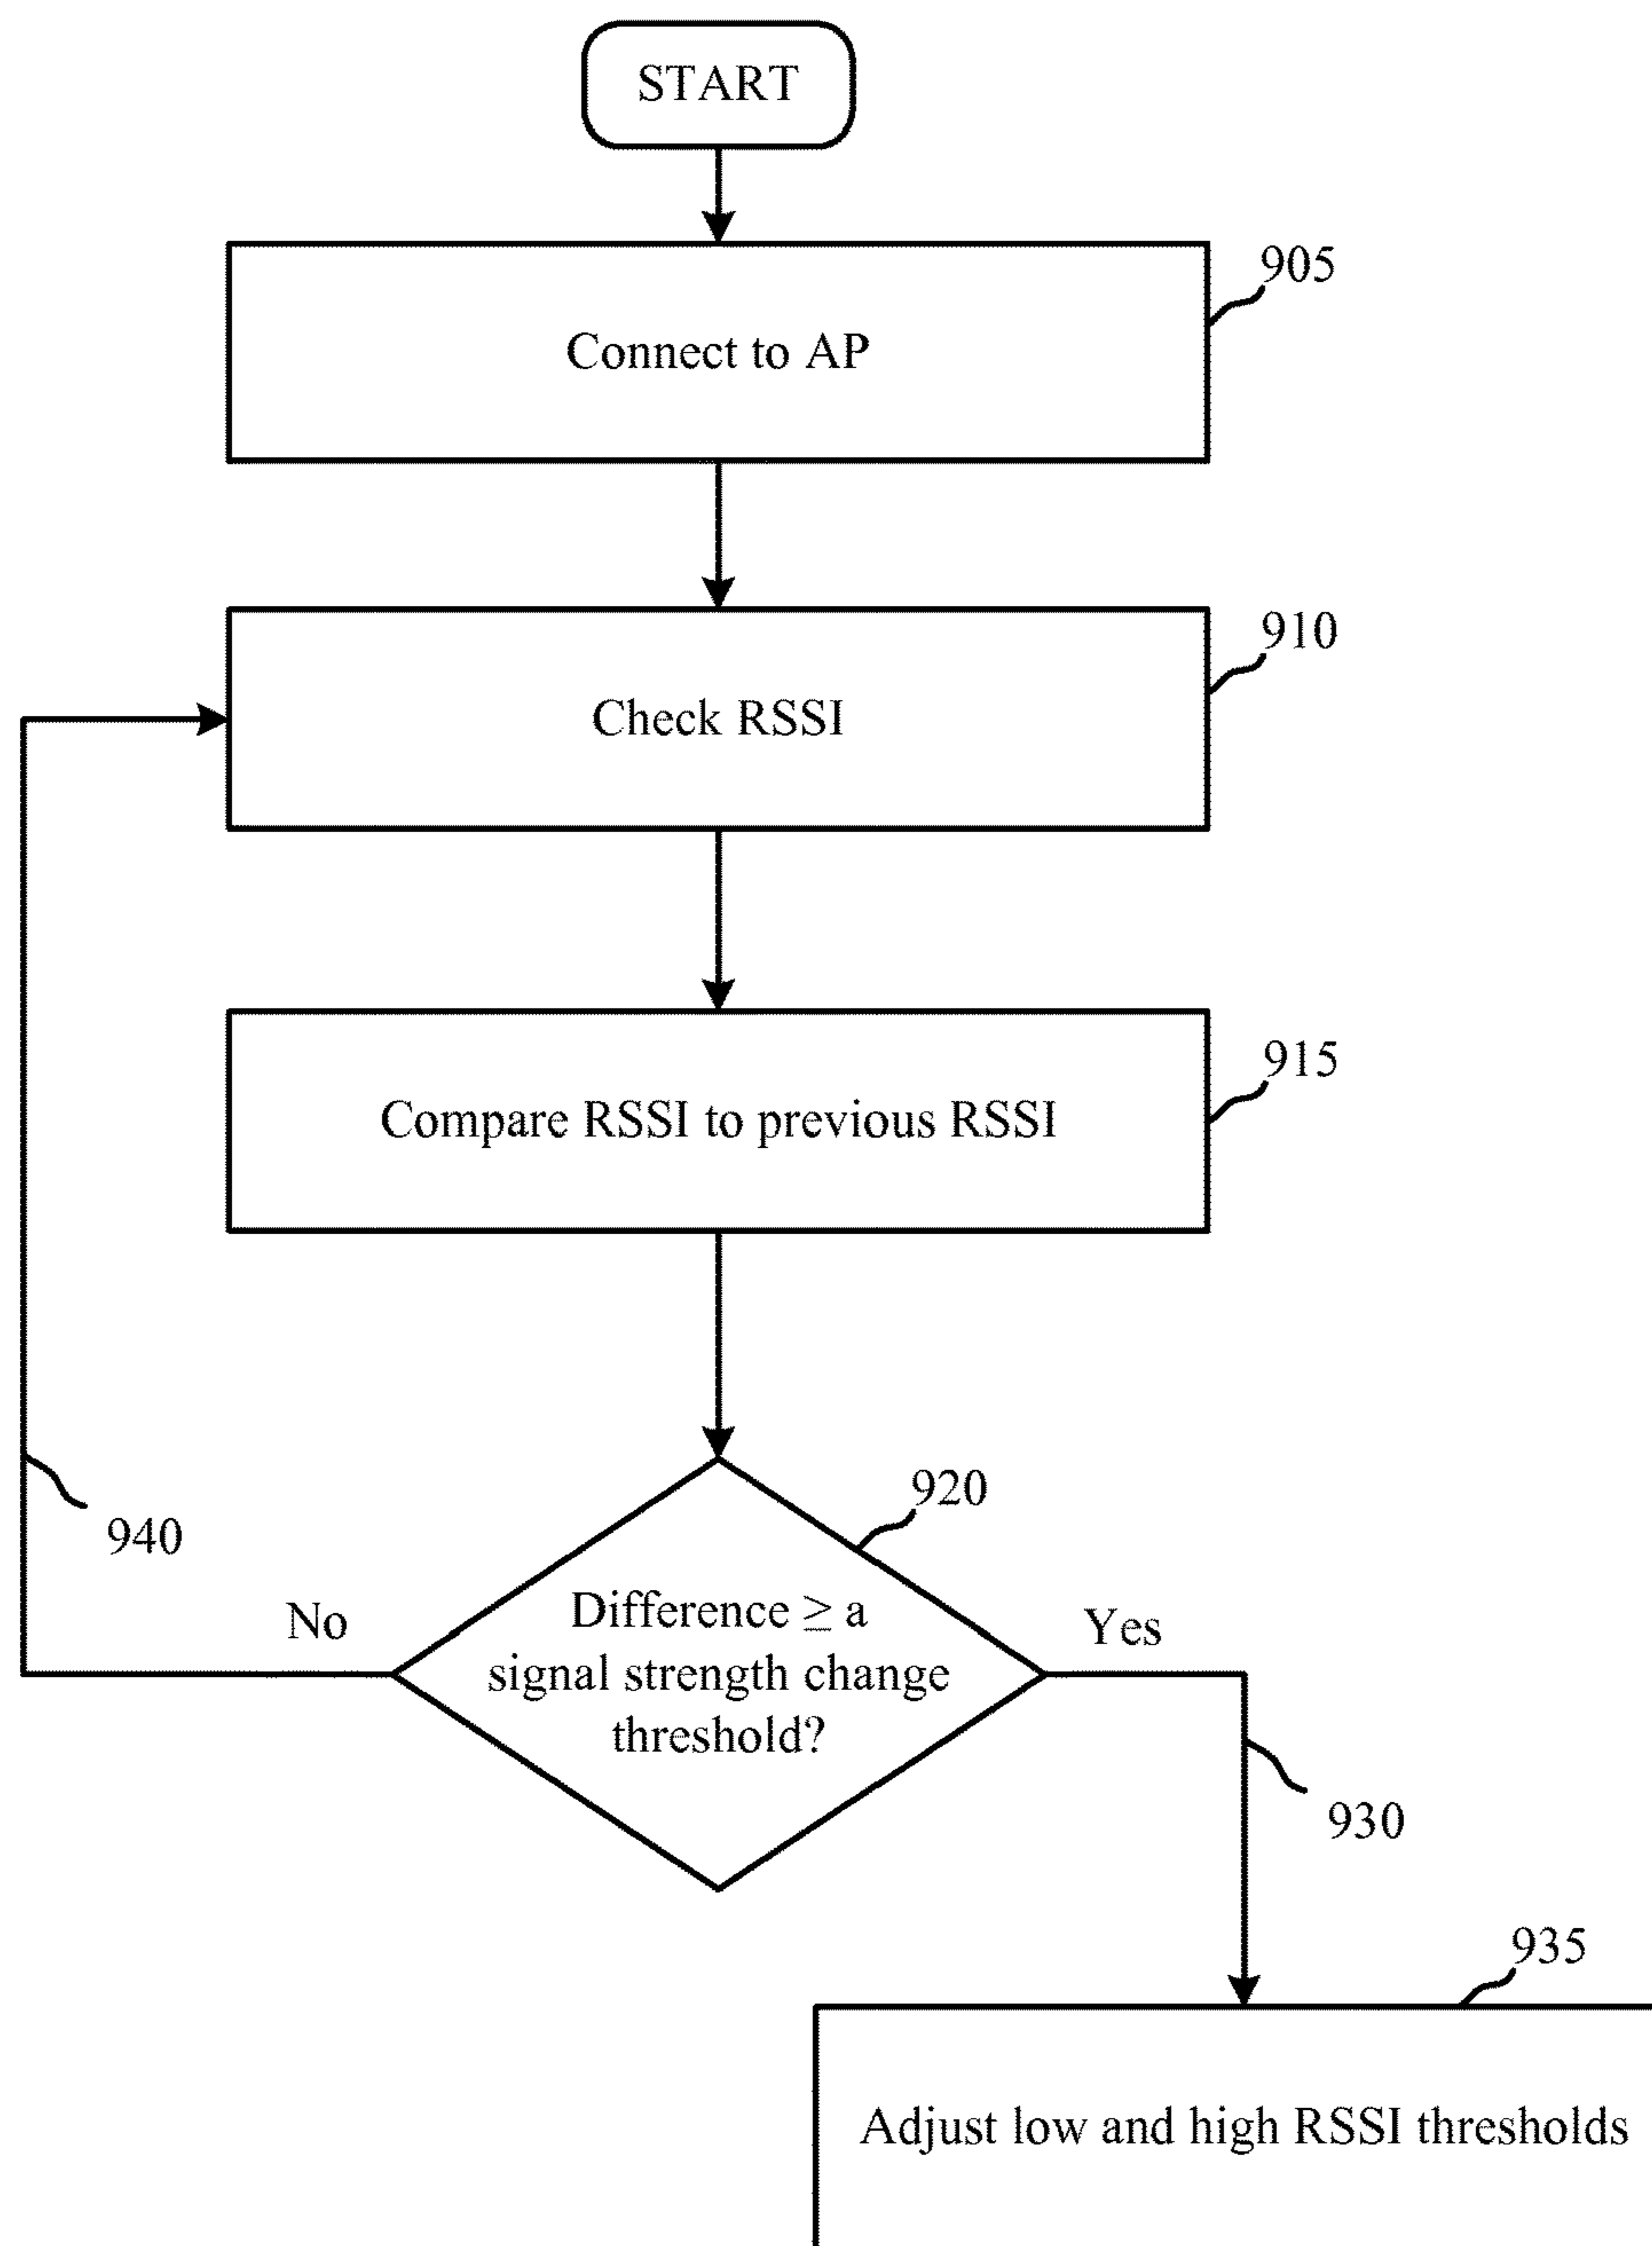 START
905
Connect to AP
910
Check RSSI
915
Compare RSSI to previous RSSI
920
940
No
Difference ≥ a
signal strength change
threshold?
Yes
930
935
Adjust low and high RSSI thresholds